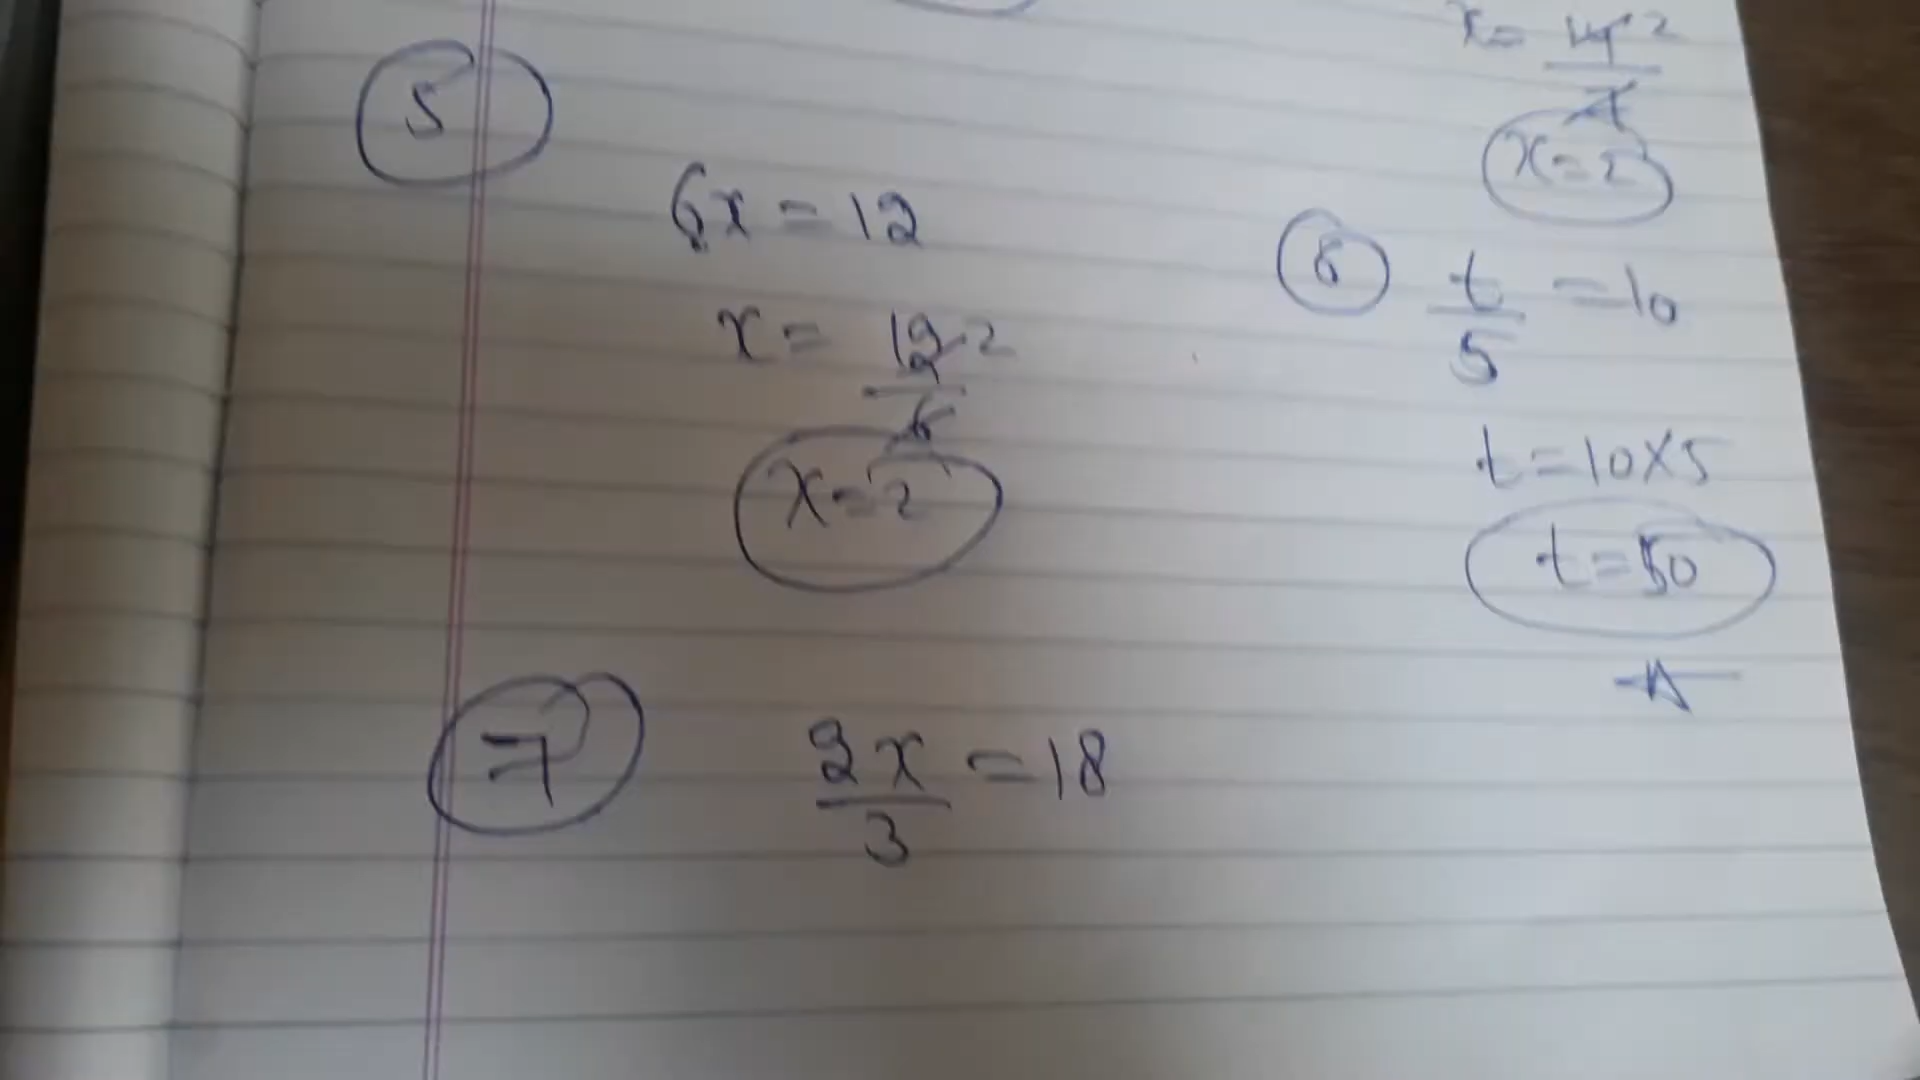 5
6x = 12
x = 12 2
6
x = 2
7
2x = 18
3
x = 14 2
7
x = 2
6
t = 10
5
t = 10 x 5
t = 50